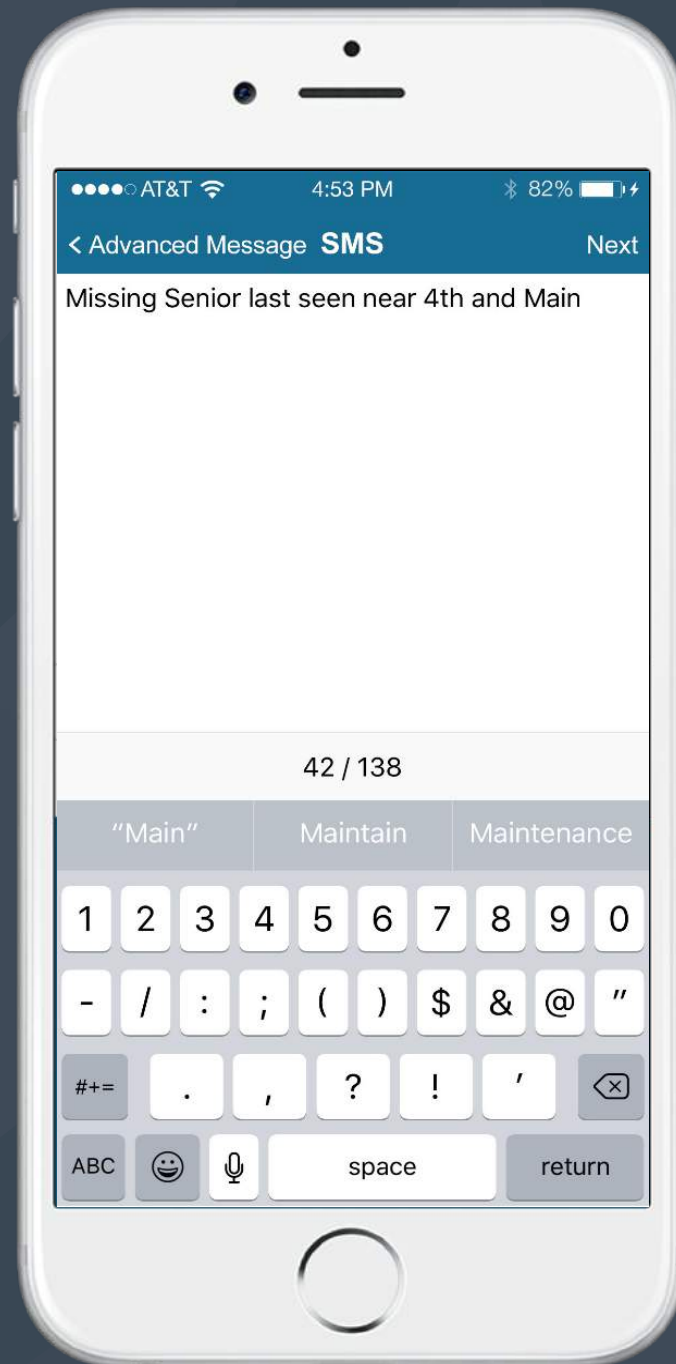 AT&T 4:53 PM 82%
< Advanced Message SMS Next
Missing Senior last seen near 4th and Main
42 / 138
“Main” Maintain Maintenance
1 2 3 4 5 6 7 8 9 0
- / : ; ( ) $ & @ "
#+= . , ? ! '
ABC space return